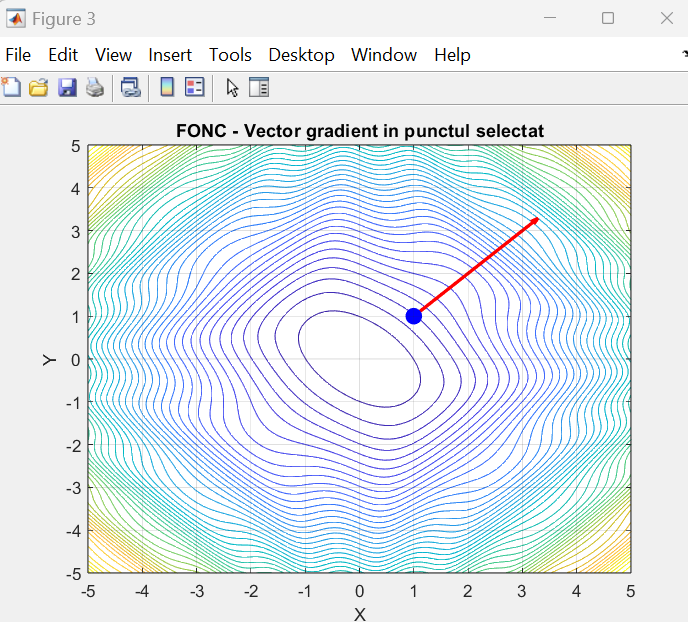 Figure 3
File Edit View Insert Tools Desktop Window Help
FONC - Vector gradient in punctul selectat
5
4
3
2
1
0
-1
-2
-3
-4
-5
Y
-5 -4 -3 -2 -1 0 1 2 3 4 5
X